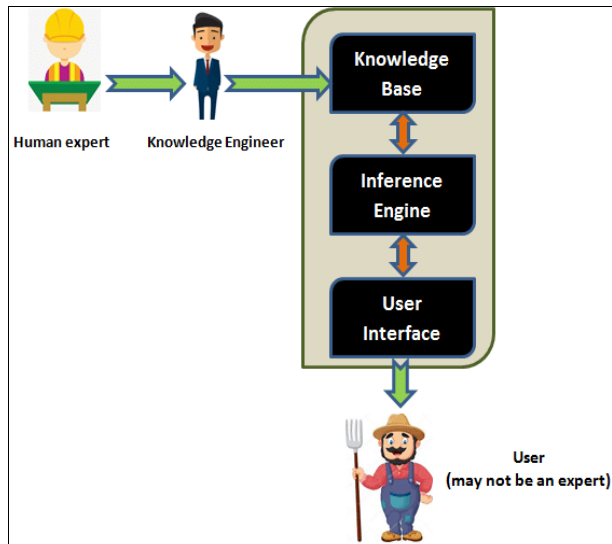 Knowledge
Base
Human expert
Knowledge Engineer
Inference
Engine
User
Interface
User
(may not be an expert)